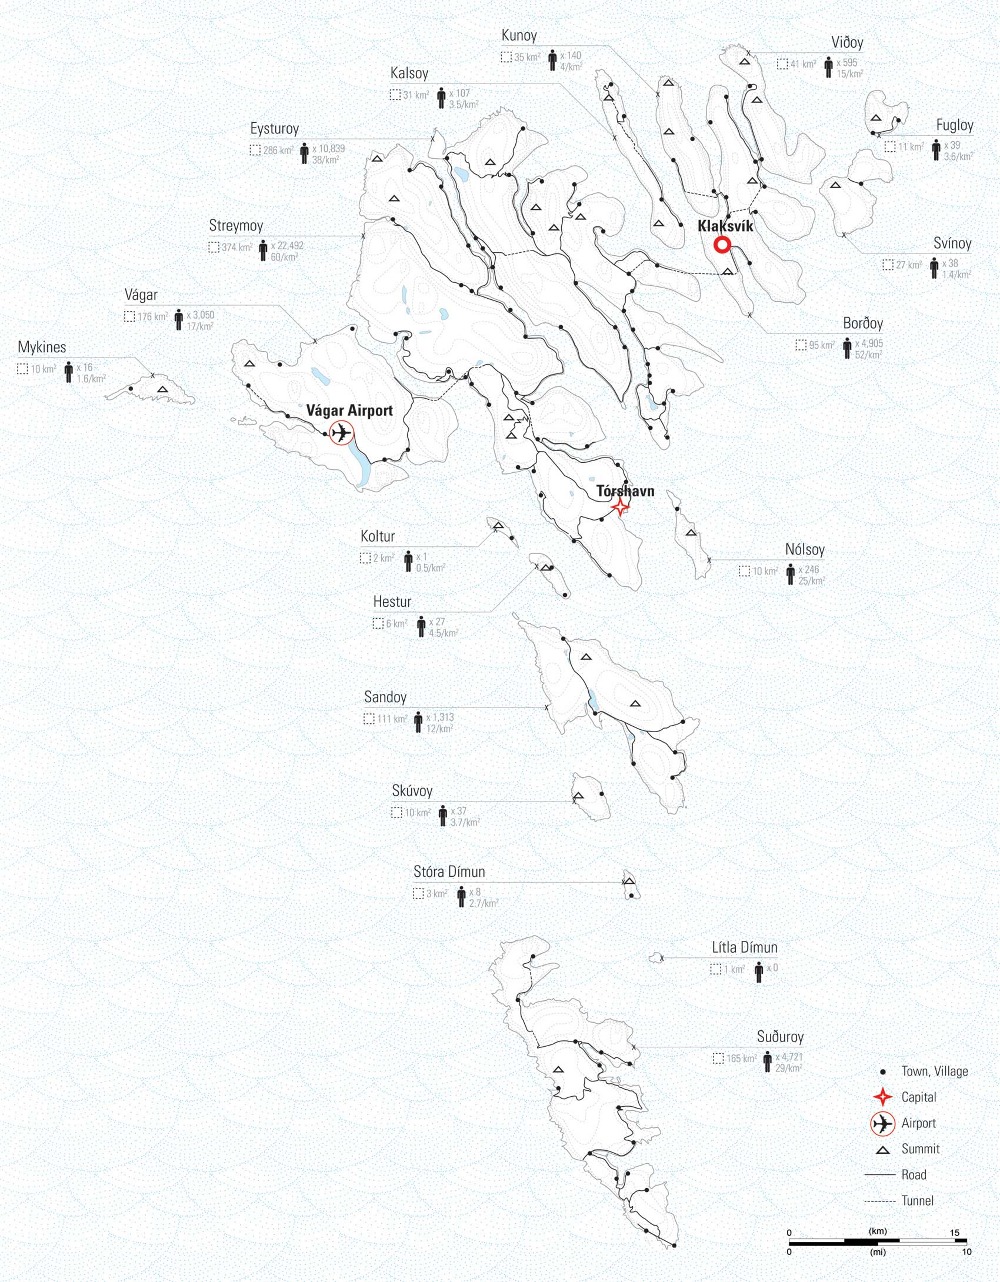 Kunoy
35 km² x 140
4/km²
Viðoy
41 km² x 595
15/km²
Kalsoy
31 km² x 107
3.5/km²
Fugloy
11 km² x 39
3.6/km²
Eysturoy
286 km² x 10,839
38/km²
Streymoy
374 km² x 22,492
60/km²
Klaksvík
Svínoy
27 km² x 38
1.4/km²
Vágar
176 km² x 3,050
17/km²
Borðoy
95 km² x 4,905
52/km²
Mykines
10 km² x 16
1.6/km²
Vágar Airport
Tórshavn
Koltur
2 km² x 1
0.5/km²
Nólsoy
10 km² x 246
25/km²
Hestur
6 km² x 27
4.5/km²
Sandoy
111 km² x 1,313
12/km²
Skúvoy
10 km² x 37
3.7/km²
Stóra Dímun
3 km² x 8
2.7/km²
Lítla Dímun
1 km² x 0
Suðuroy
165 km² x 4,721
29/km²
Town, Village
Capital
Airport
Summit
Road
Tunnel
0 (km) 15
0 (mi) 10